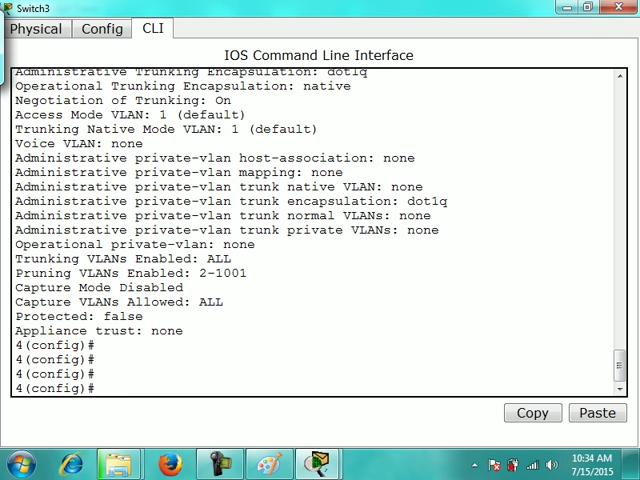 Switch3
Physical Config CLI
IOS Command Line Interface
Administrative Trunking Encapsulation: dot1q
Operational Trunking Encapsulation: native
Negotiation of Trunking: On
Access Mode VLAN: 1 (default)
Trunking Native Mode VLAN: 1 (default)
Voice VLAN: none
Administrative private-vlan host-association: none
Administrative private-vlan mapping: none
Administrative private-vlan trunk native VLAN: none
Administrative private-vlan trunk encapsulation: dot1q
Administrative private-vlan trunk normal VLANs: none
Administrative private-vlan trunk private VLANs: none
Operational private-vlan: none
Trunking VLANs Enabled: ALL
Pruning VLANs Enabled: 2-1001
Capture Mode Disabled
Capture VLANs Allowed: ALL
Protected: false
Appliance trust: none
4(config)#
4(config)#
4(config)#
4(config)#
Copy Paste
10:34 AM
7/15/2015